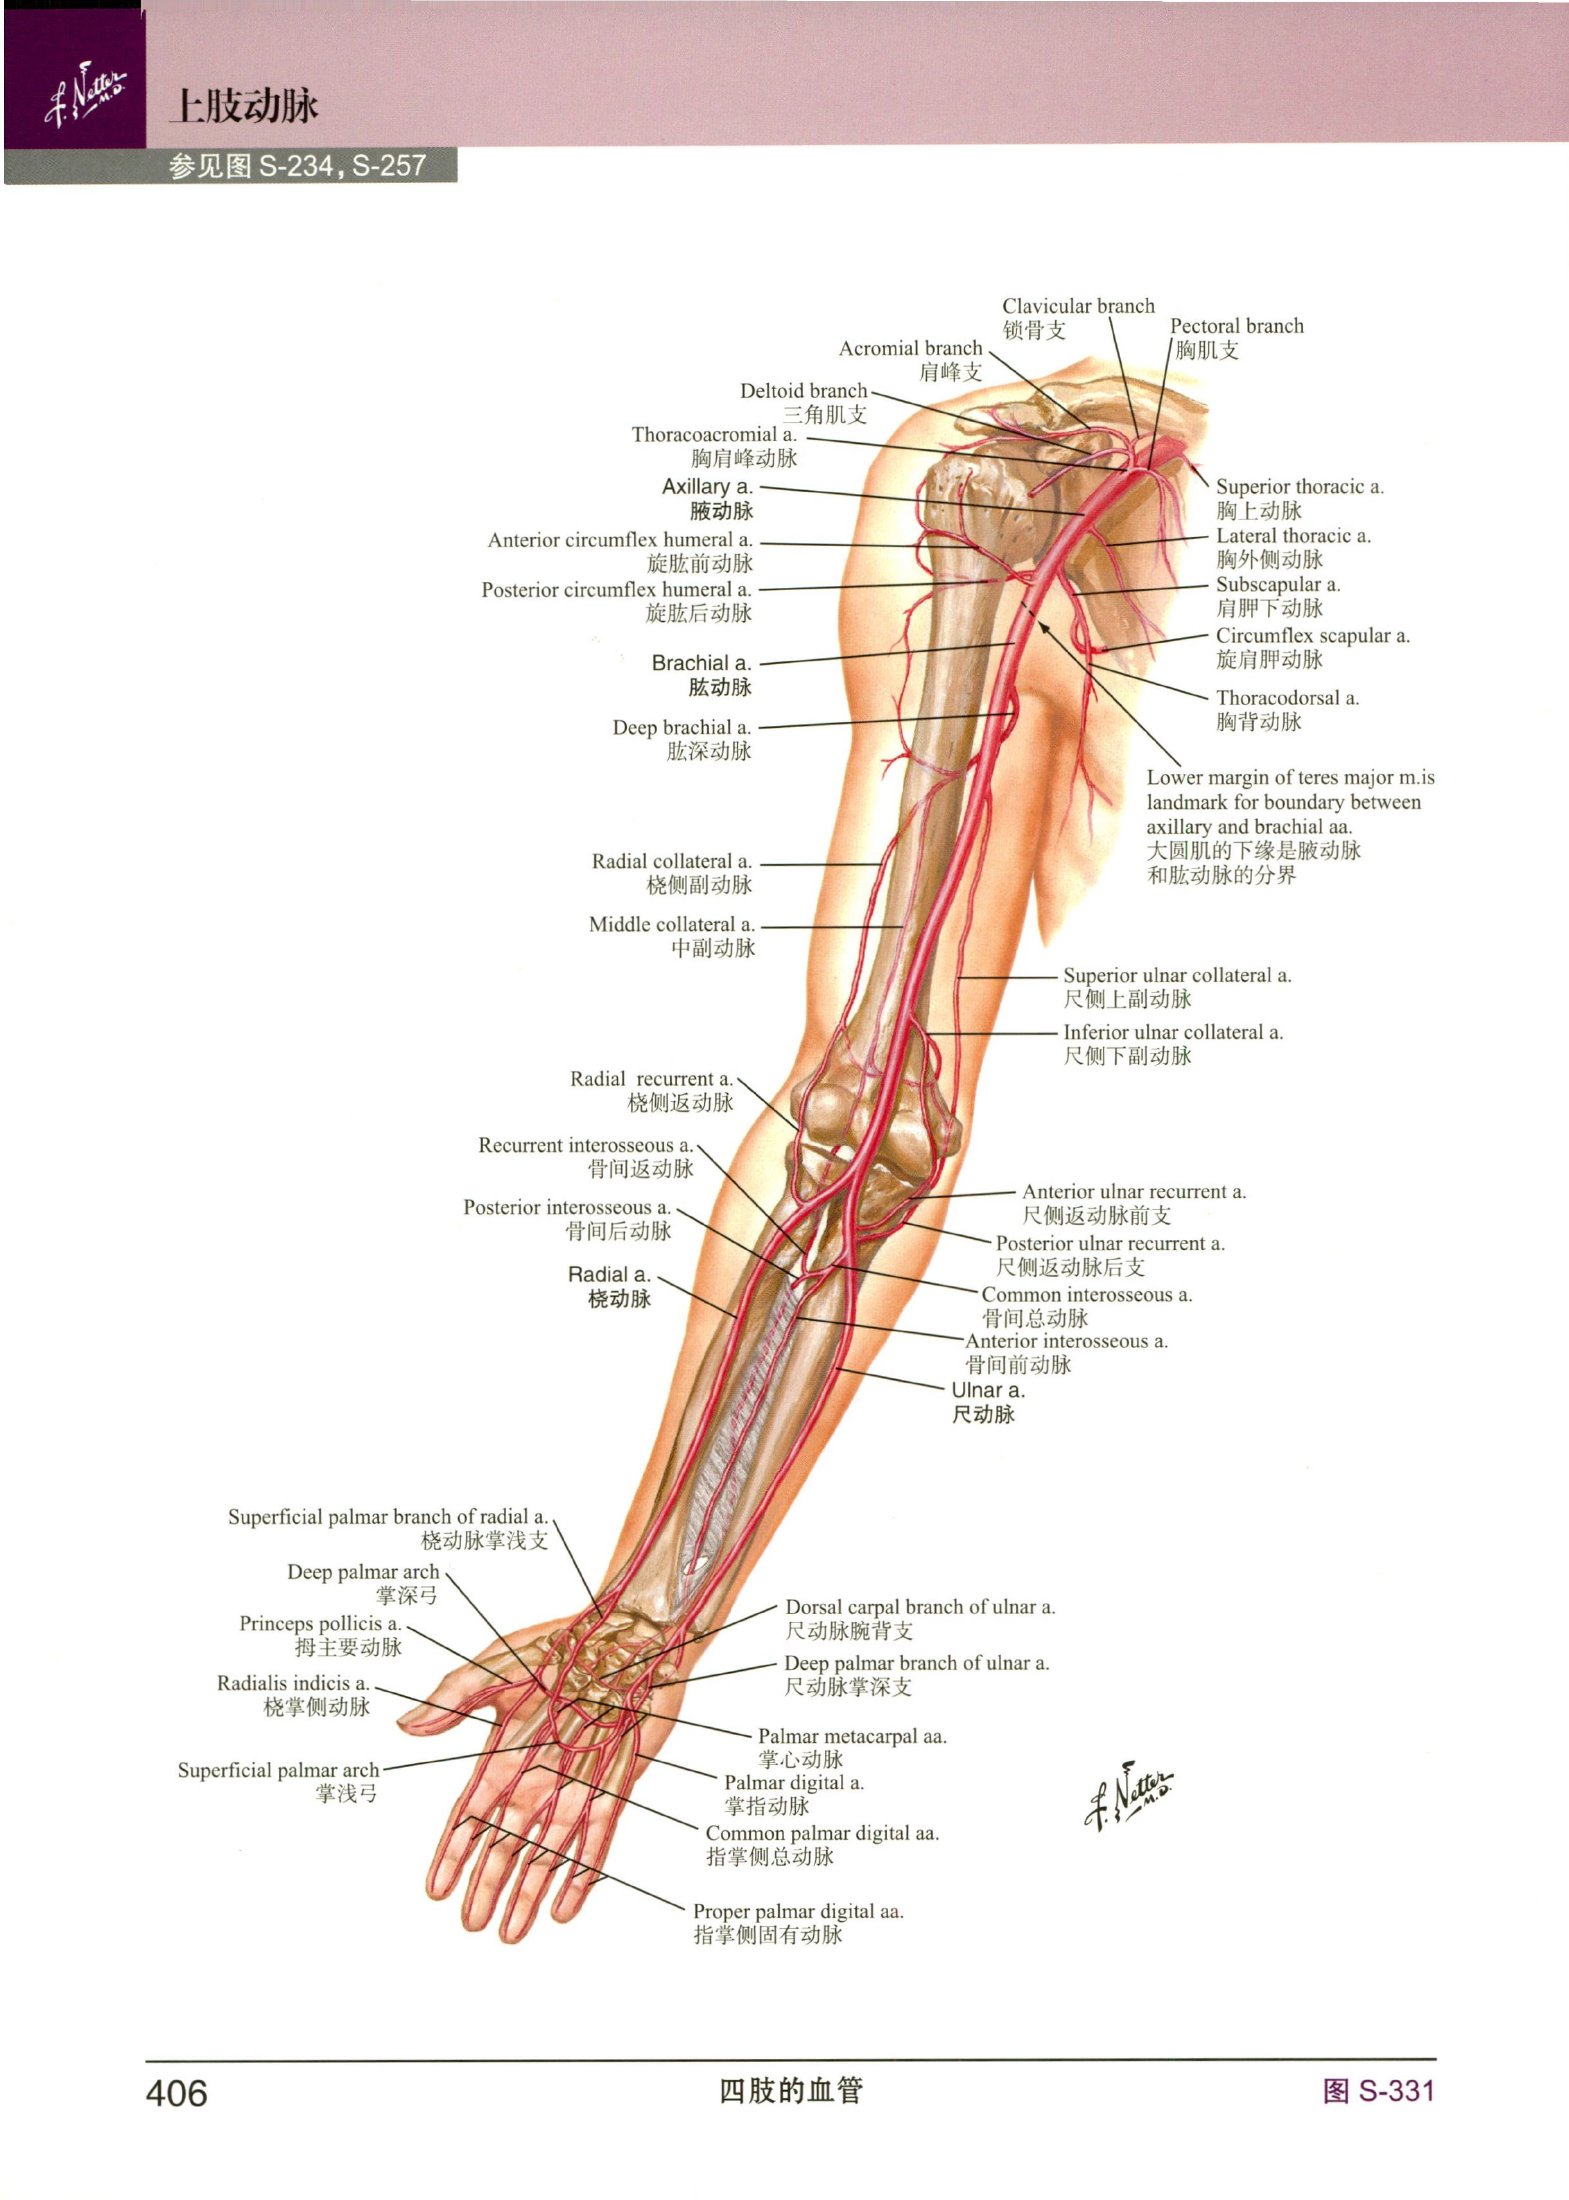 F. Netter M.D.
上肢动脉
参见图 S-234, S-257
Clavicular branch
锁骨支
Pectoral branch
胸肌支
Acromial branch
肩峰支
Deltoid branch
三角肌支
Thoracoacromial a.
胸肩峰动脉
Axillary a.
腋动脉
Anterior circumflex humeral a.
旋肱前动脉
Posterior circumflex humeral a.
旋肱后动脉
Brachial a.
肱动脉
Deep brachial a.
肱深动脉
Superior thoracic a.
胸上动脉
Lateral thoracic a.
胸外侧动脉
Subscapular a.
肩胛下动脉
Circumflex scapular a.
旋肩胛动脉
Thoracodorsal a.
胸背动脉
Lower margin of teres major m.is
landmark for boundary between
axillary and brachial aa.
大圆肌的下缘是腋动脉
和肱动脉的分界
Radial collateral a.
桡侧副动脉
Middle collateral a.
中副动脉
Superior ulnar collateral a.
尺侧上副动脉
Inferior ulnar collateral a.
尺侧下副动脉
Radial recurrent a.
桡侧返动脉
Recurrent interosseous a.
骨间返动脉
Posterior interosseous a.
骨间后动脉
Radial a.
桡动脉
Anterior ulnar recurrent a.
尺侧返动脉前支
Posterior ulnar recurrent a.
尺侧返动脉后支
Common interosseous a.
骨间总动脉
Anterior interosseous a.
骨间前动脉
Ulnar a.
尺动脉
Superficial palmar branch of radial a.
桡动脉掌浅支
Deep palmar arch
掌深弓
Princeps pollicis a.
拇主要动脉
Radialis indicis a.
桡掌侧动脉
Superficial palmar arch
掌浅弓
Dorsal carpal branch of ulnar a.
尺动脉腕背支
Deep palmar branch of ulnar a.
尺动脉掌深支
Palmar metacarpal aa.
掌心动脉
Palmar digital a.
掌指动脉
Common palmar digital aa.
指掌侧总动脉
Proper palmar digital aa.
指掌侧固有动脉
F. Netter M.D.
406
四肢的血管
图 S-331